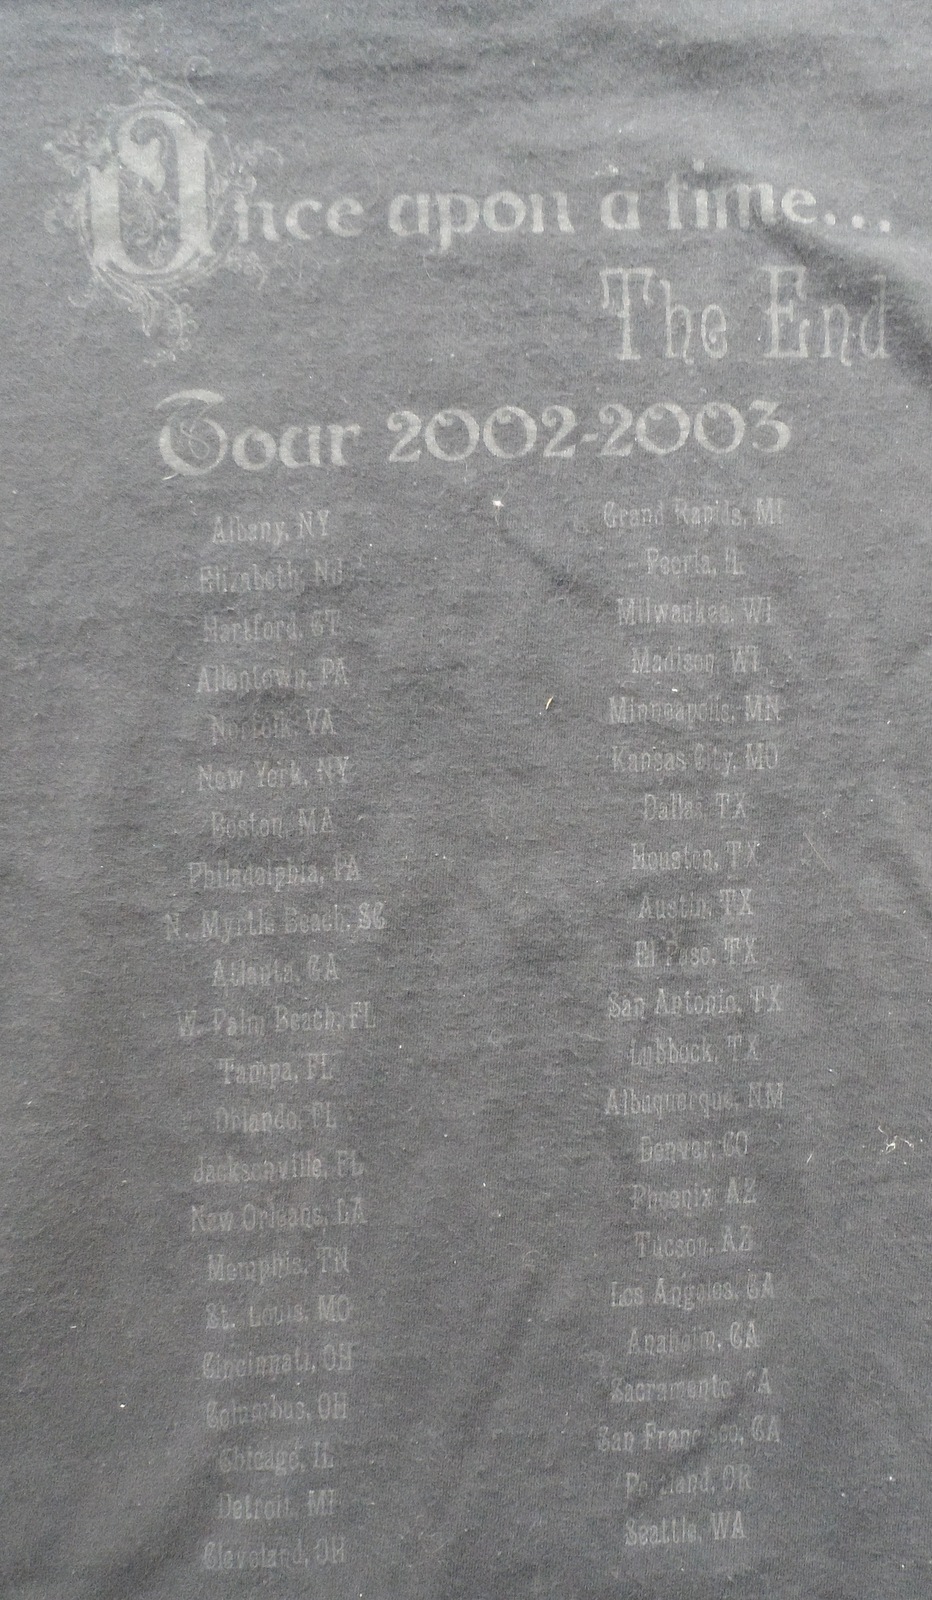 Once upon a time...
The End
Tour 2002-2003
Albany, NY
Elizabeth, NJ
Hartford, CT
Allentown, PA
Norfolk, VA
New York, NY
Boston, MA
Philadelphia, PA
N. Myrtle Beach, SC
Atlanta, GA
W. Palm Beach, FL
Tampa, FL
Orlando, FL
Jacksonville, FL
New Orleans, LA
Memphis, TN
St. Louis, MO
Cincinnati, OH
Columbus, OH
Chicago, IL
Detroit, MI
Cleveland, OH
Grand Rapids, MI
Peoria, IL
Milwaukee, WI
Madison, WI
Minneapolis, MN
Kansas City, MO
Dallas, TX
Houston, TX
Austin, TX
El Paso, TX
San Antonio, TX
Lubbock, TX
Albuquerque, NM
Denver, CO
Phoenix, AZ
Tucson, AZ
Los Angeles, CA
Anaheim, CA
Sacramento, CA
San Francisco, CA
Portland, OR
Seattle, WA